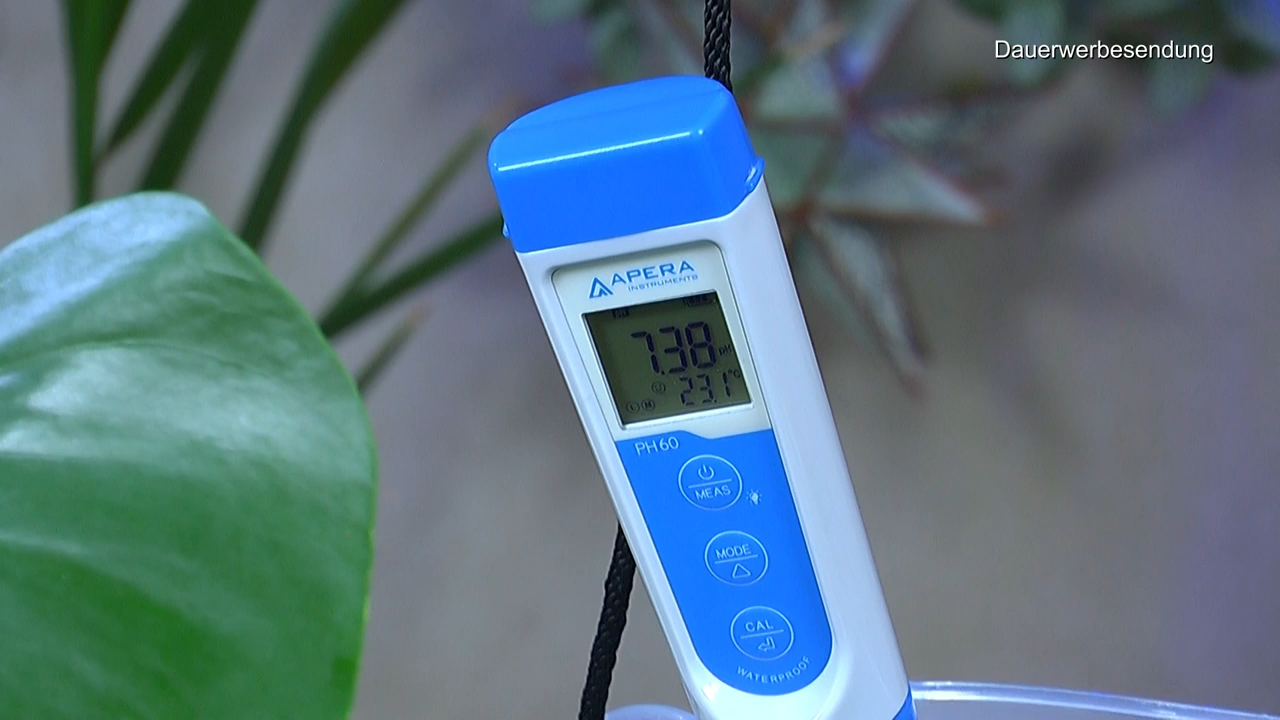 Dauerwerbesendung
APERA
INSTRUMENTS
7.38 pH
23.1 °C
L H
PH60
MEAS
MODE
CAL
WATERPROOF